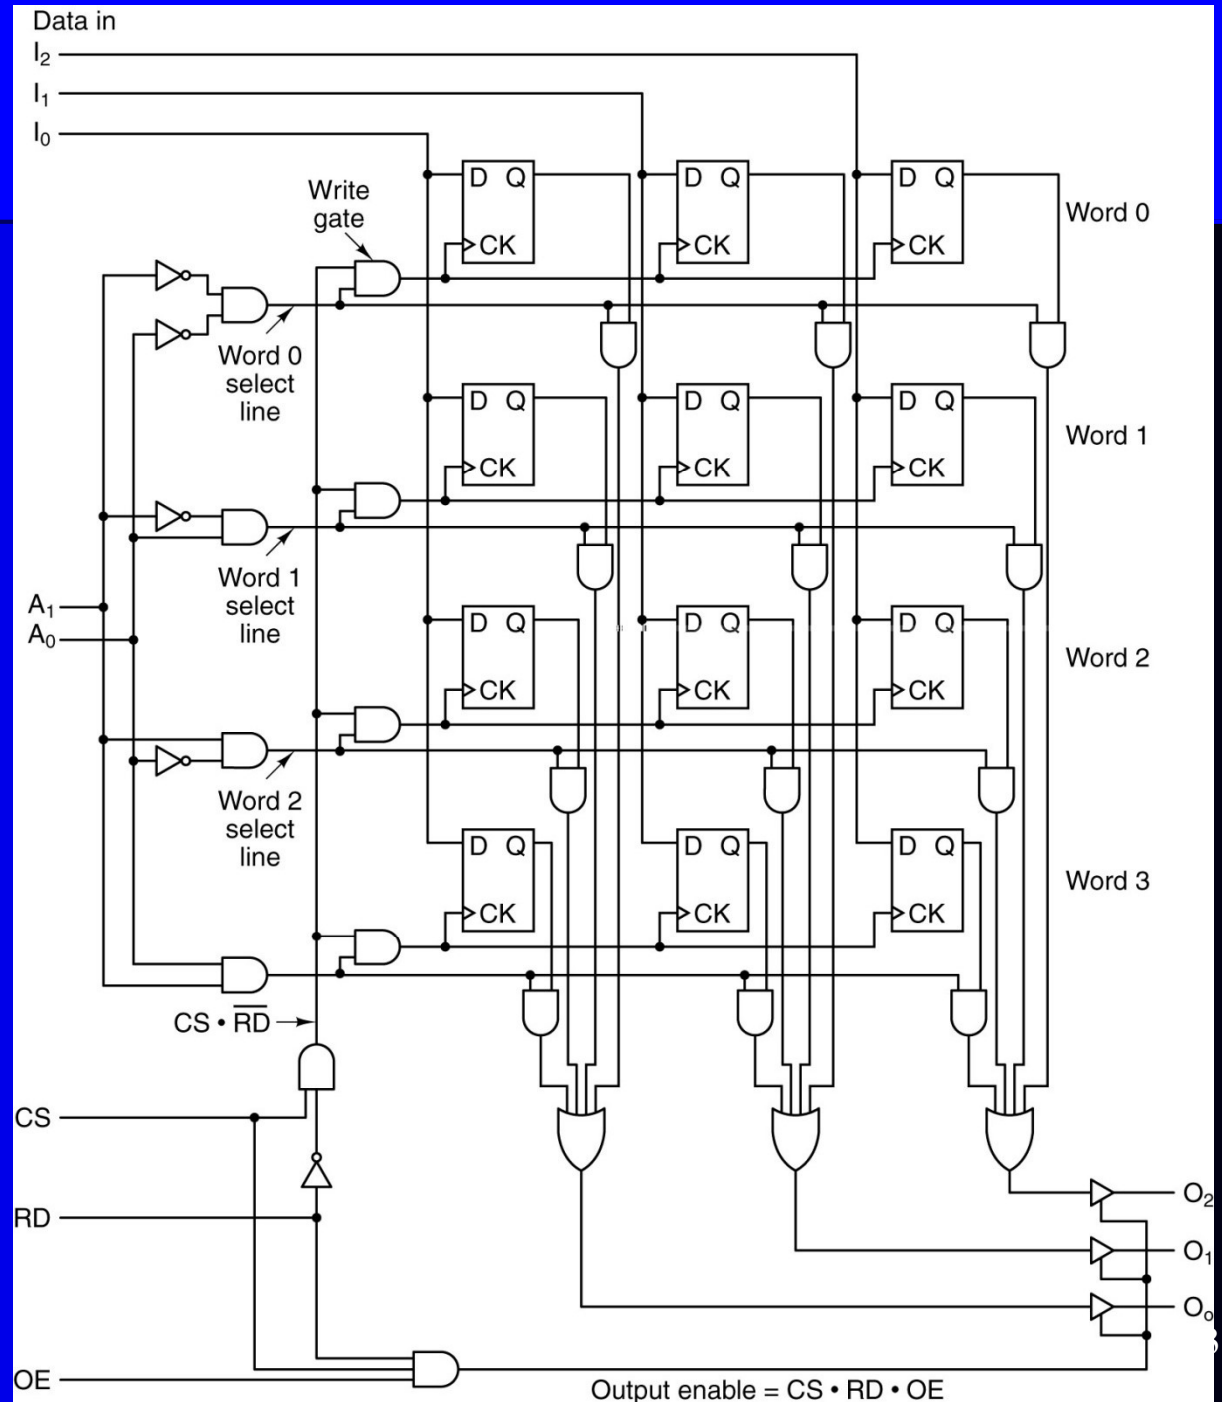 Data in
I₂
I₁
I₀
Write
gate
D Q
CK
D Q
CK
D Q
CK
Word 0
Word 0
select
line
D Q
CK
D Q
CK
D Q
CK
Word 1
Word 1
select
line
A₁
A₀
D Q
CK
D Q
CK
D Q
CK
Word 2
Word 2
select
line
D Q
CK
D Q
CK
D Q
CK
Word 3
CS • R̅D̅
CS
RD
O₂
O₁
O₀
OE
Output enable = CS • RD • OE